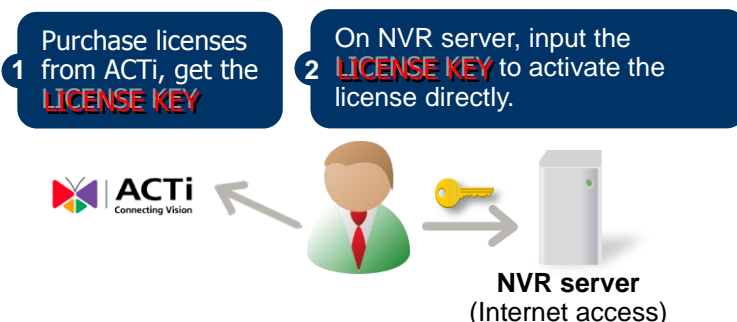 1
Purchase licenses
from ACTi, get the
LICENSE KEY
2
On NVR server, input the
LICENSE KEY to activate the
license directly.
ACTi
Connecting Vision
NVR server
(Internet access)